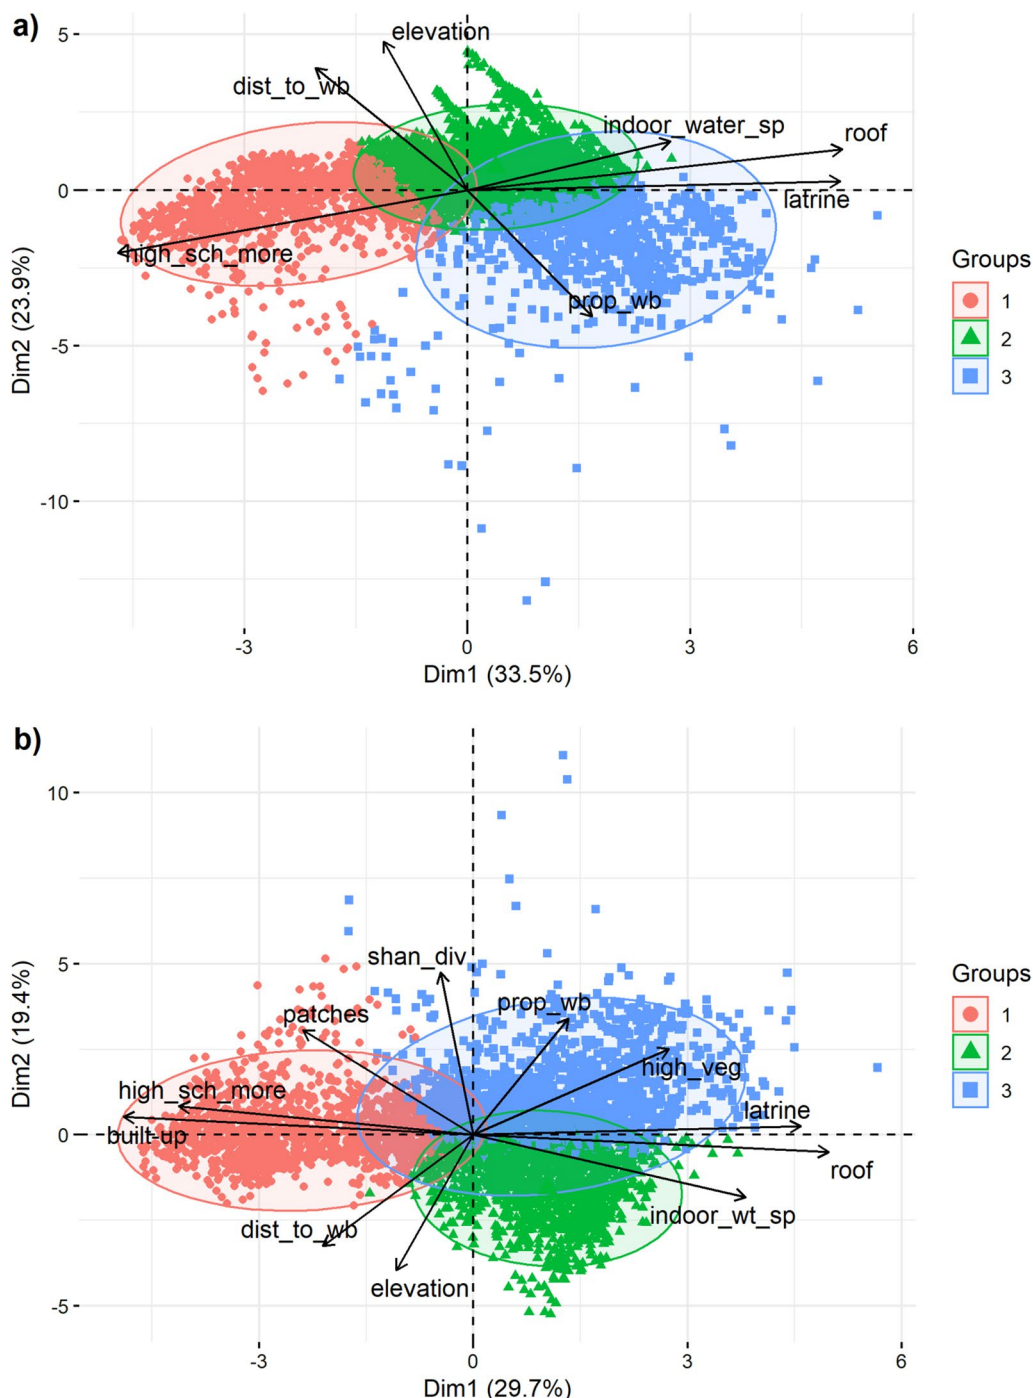 a)
5
0
-5
-10
Dim2 (23.9%)
elevation
dist_to_wb
indoor_water_sp
roof
latrine
high_sch_more
prop_wb
-3
0
3
6
Dim1 (33.5%)
Groups
1
2
3
b)
10
5
0
-5
Dim2 (19.4%)
shan_div
prop_wb
patches
high_veg
high_sch_more
latrine
built-up
roof
indoor_wt_sp
dist_to_wb
elevation
-3
0
3
6
Dim1 (29.7%)
Groups
1
2
3